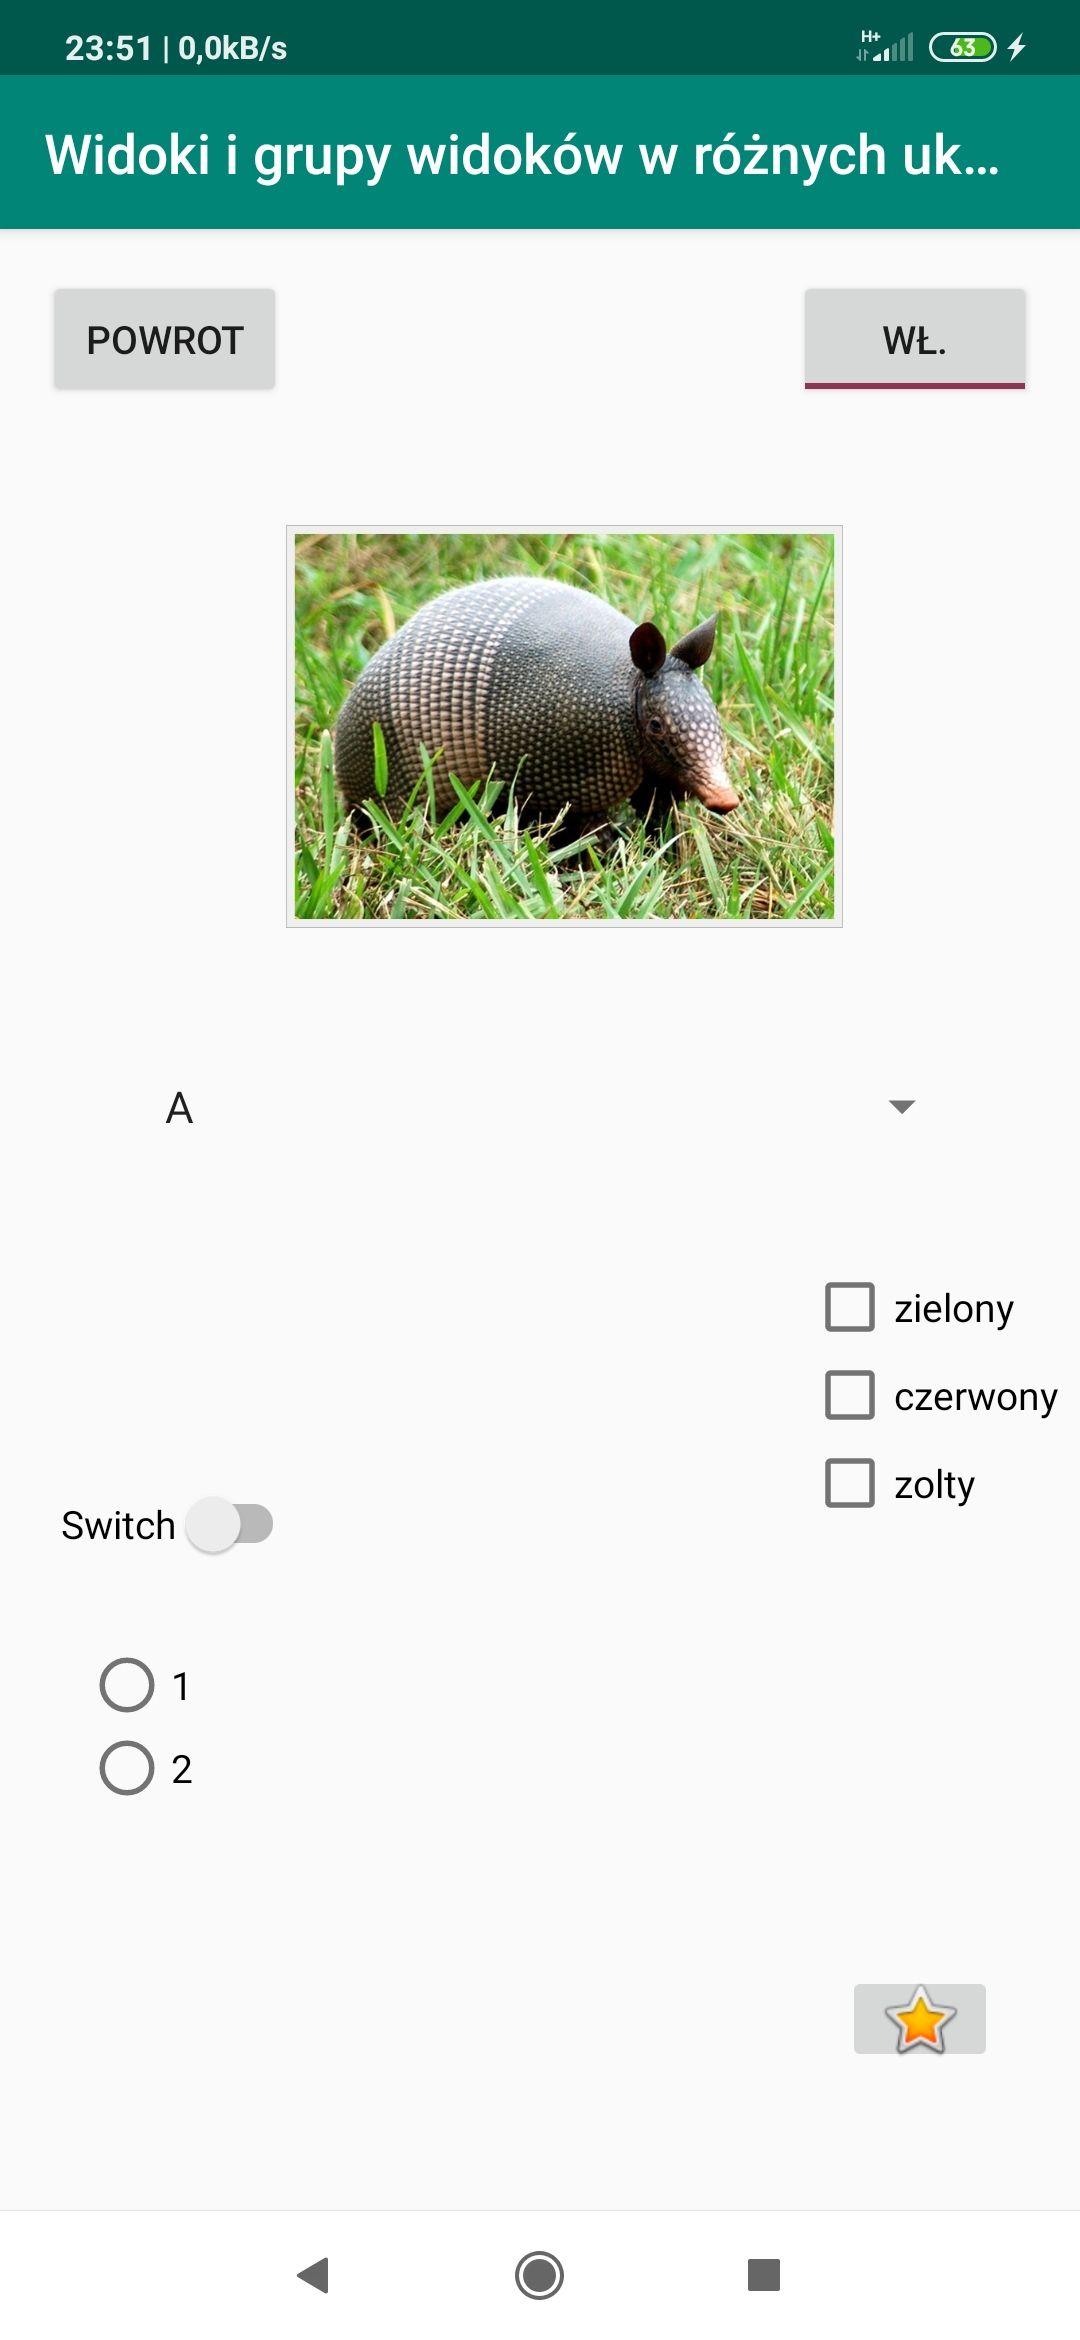 23:51 | 0,0kB/s H+ 63
Widoki i grupy widoków w różnych uk...
POWROT WŁ.
A
zielony
czerwony
zolty
Switch
1
2